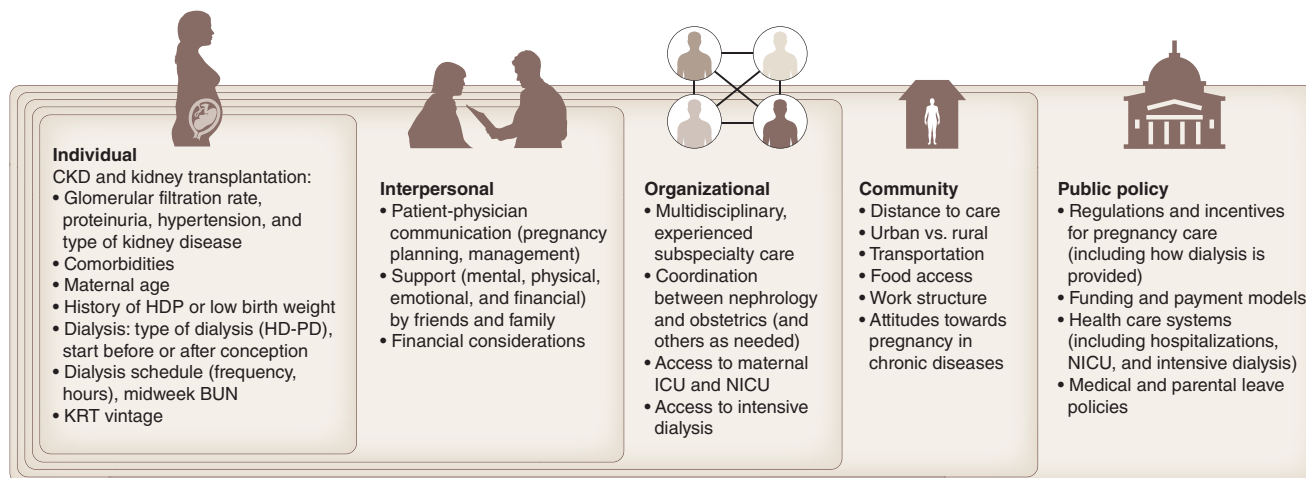 Individual
CKD and kidney transplantation:
• Glomerular filtration rate,
proteinuria, hypertension, and
type of kidney disease
• Comorbidities
• Maternal age
• History of HDP or low birth weight
• Dialysis: type of dialysis (HD-PD),
start before or after conception
• Dialysis schedule (frequency,
hours), midweek BUN
• KRT vintage
Interpersonal
• Patient-physician
communication (pregnancy
planning, management)
• Support (mental, physical,
emotional, and financial)
by friends and family
• Financial considerations
Organizational
• Multidisciplinary,
experienced
subspecialty care
• Coordination
between nephrology
and obstetrics (and
others as needed)
• Access to maternal
ICU and NICU
• Access to intensive
dialysis
Community
• Distance to care
• Urban vs. rural
• Transportation
• Food access
• Work structure
• Attitudes towards
pregnancy in
chronic diseases
Public policy
• Regulations and incentives
for pregnancy care
(including how dialysis is
provided)
• Funding and payment models
• Health care systems
(including hospitalizations,
NICU, and intensive dialysis)
• Medical and parental leave
policies